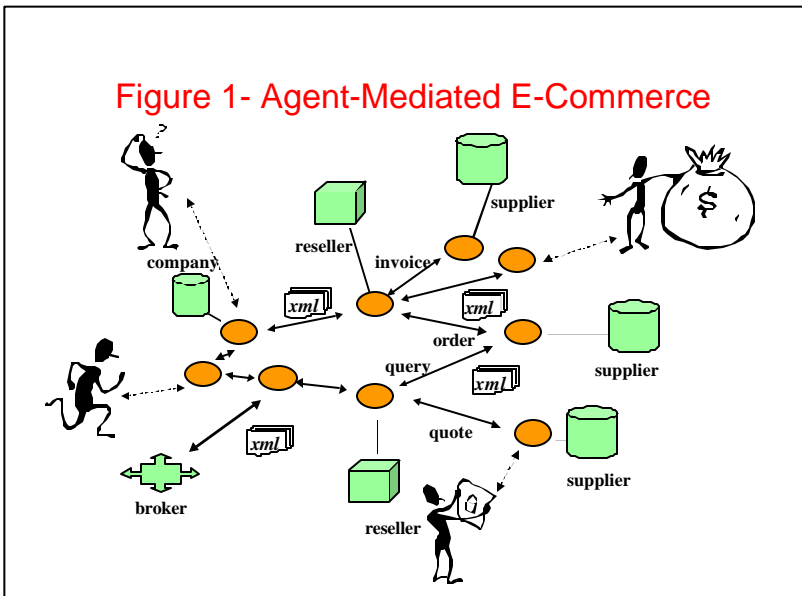 Figure 1- Agent-Mediated E-Commerce
?
$
supplier
reseller
invoice
company
xml
xml
order
query
xml
supplier
quote
xml
supplier
broker
reseller